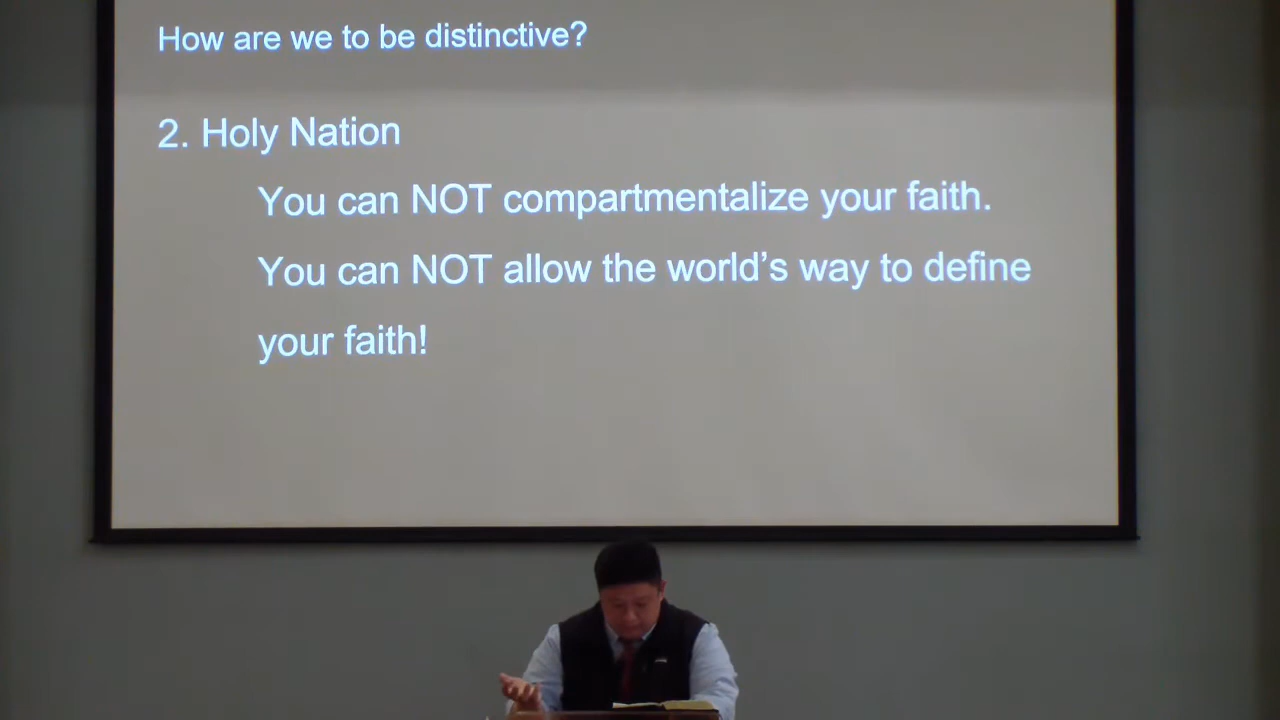 How are we to be distinctive?
2. Holy Nation
You can NOT compartmentalize your faith.
You can NOT allow the world’s way to define
your faith!